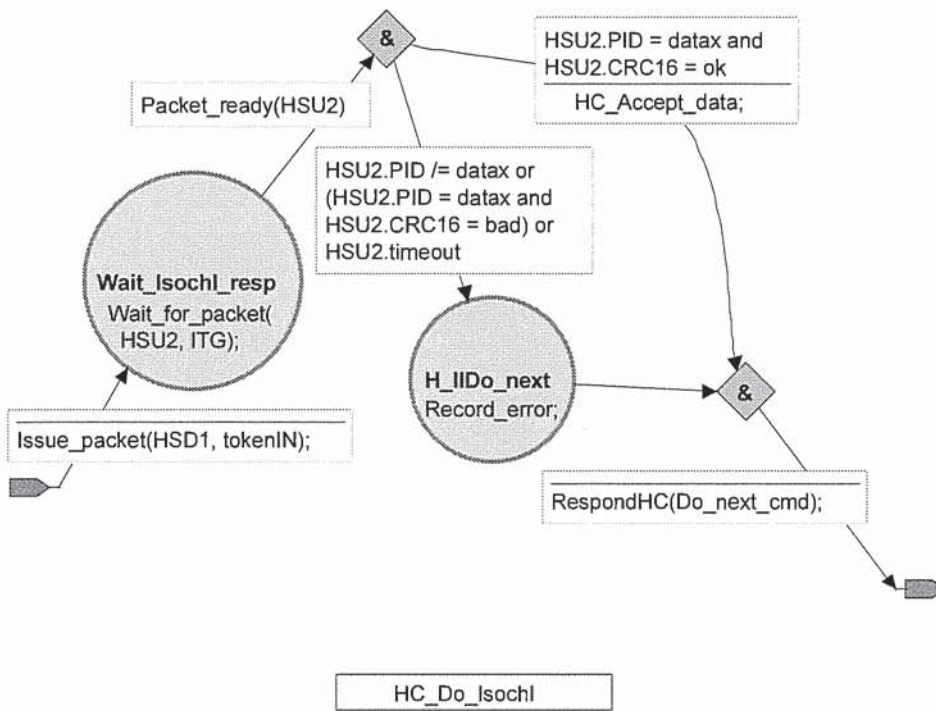 &
HSU2.PID = datax and
HSU2.CRC16 = ok
HC_Accept_data;
Packet_ready(HSU2)
HSU2.PID /= datax or
(HSU2.PID = datax and
HSU2.CRC16 = bad) or
HSU2.timeout
Wait_IsochI_resp
Wait_for_packet(
HSU2, ITG);
H_IIDo_next
Record_error;
&
Issue_packet(HSD1, tokenIN);
RespondHC(Do_next_cmd);
HC_Do_IsochI